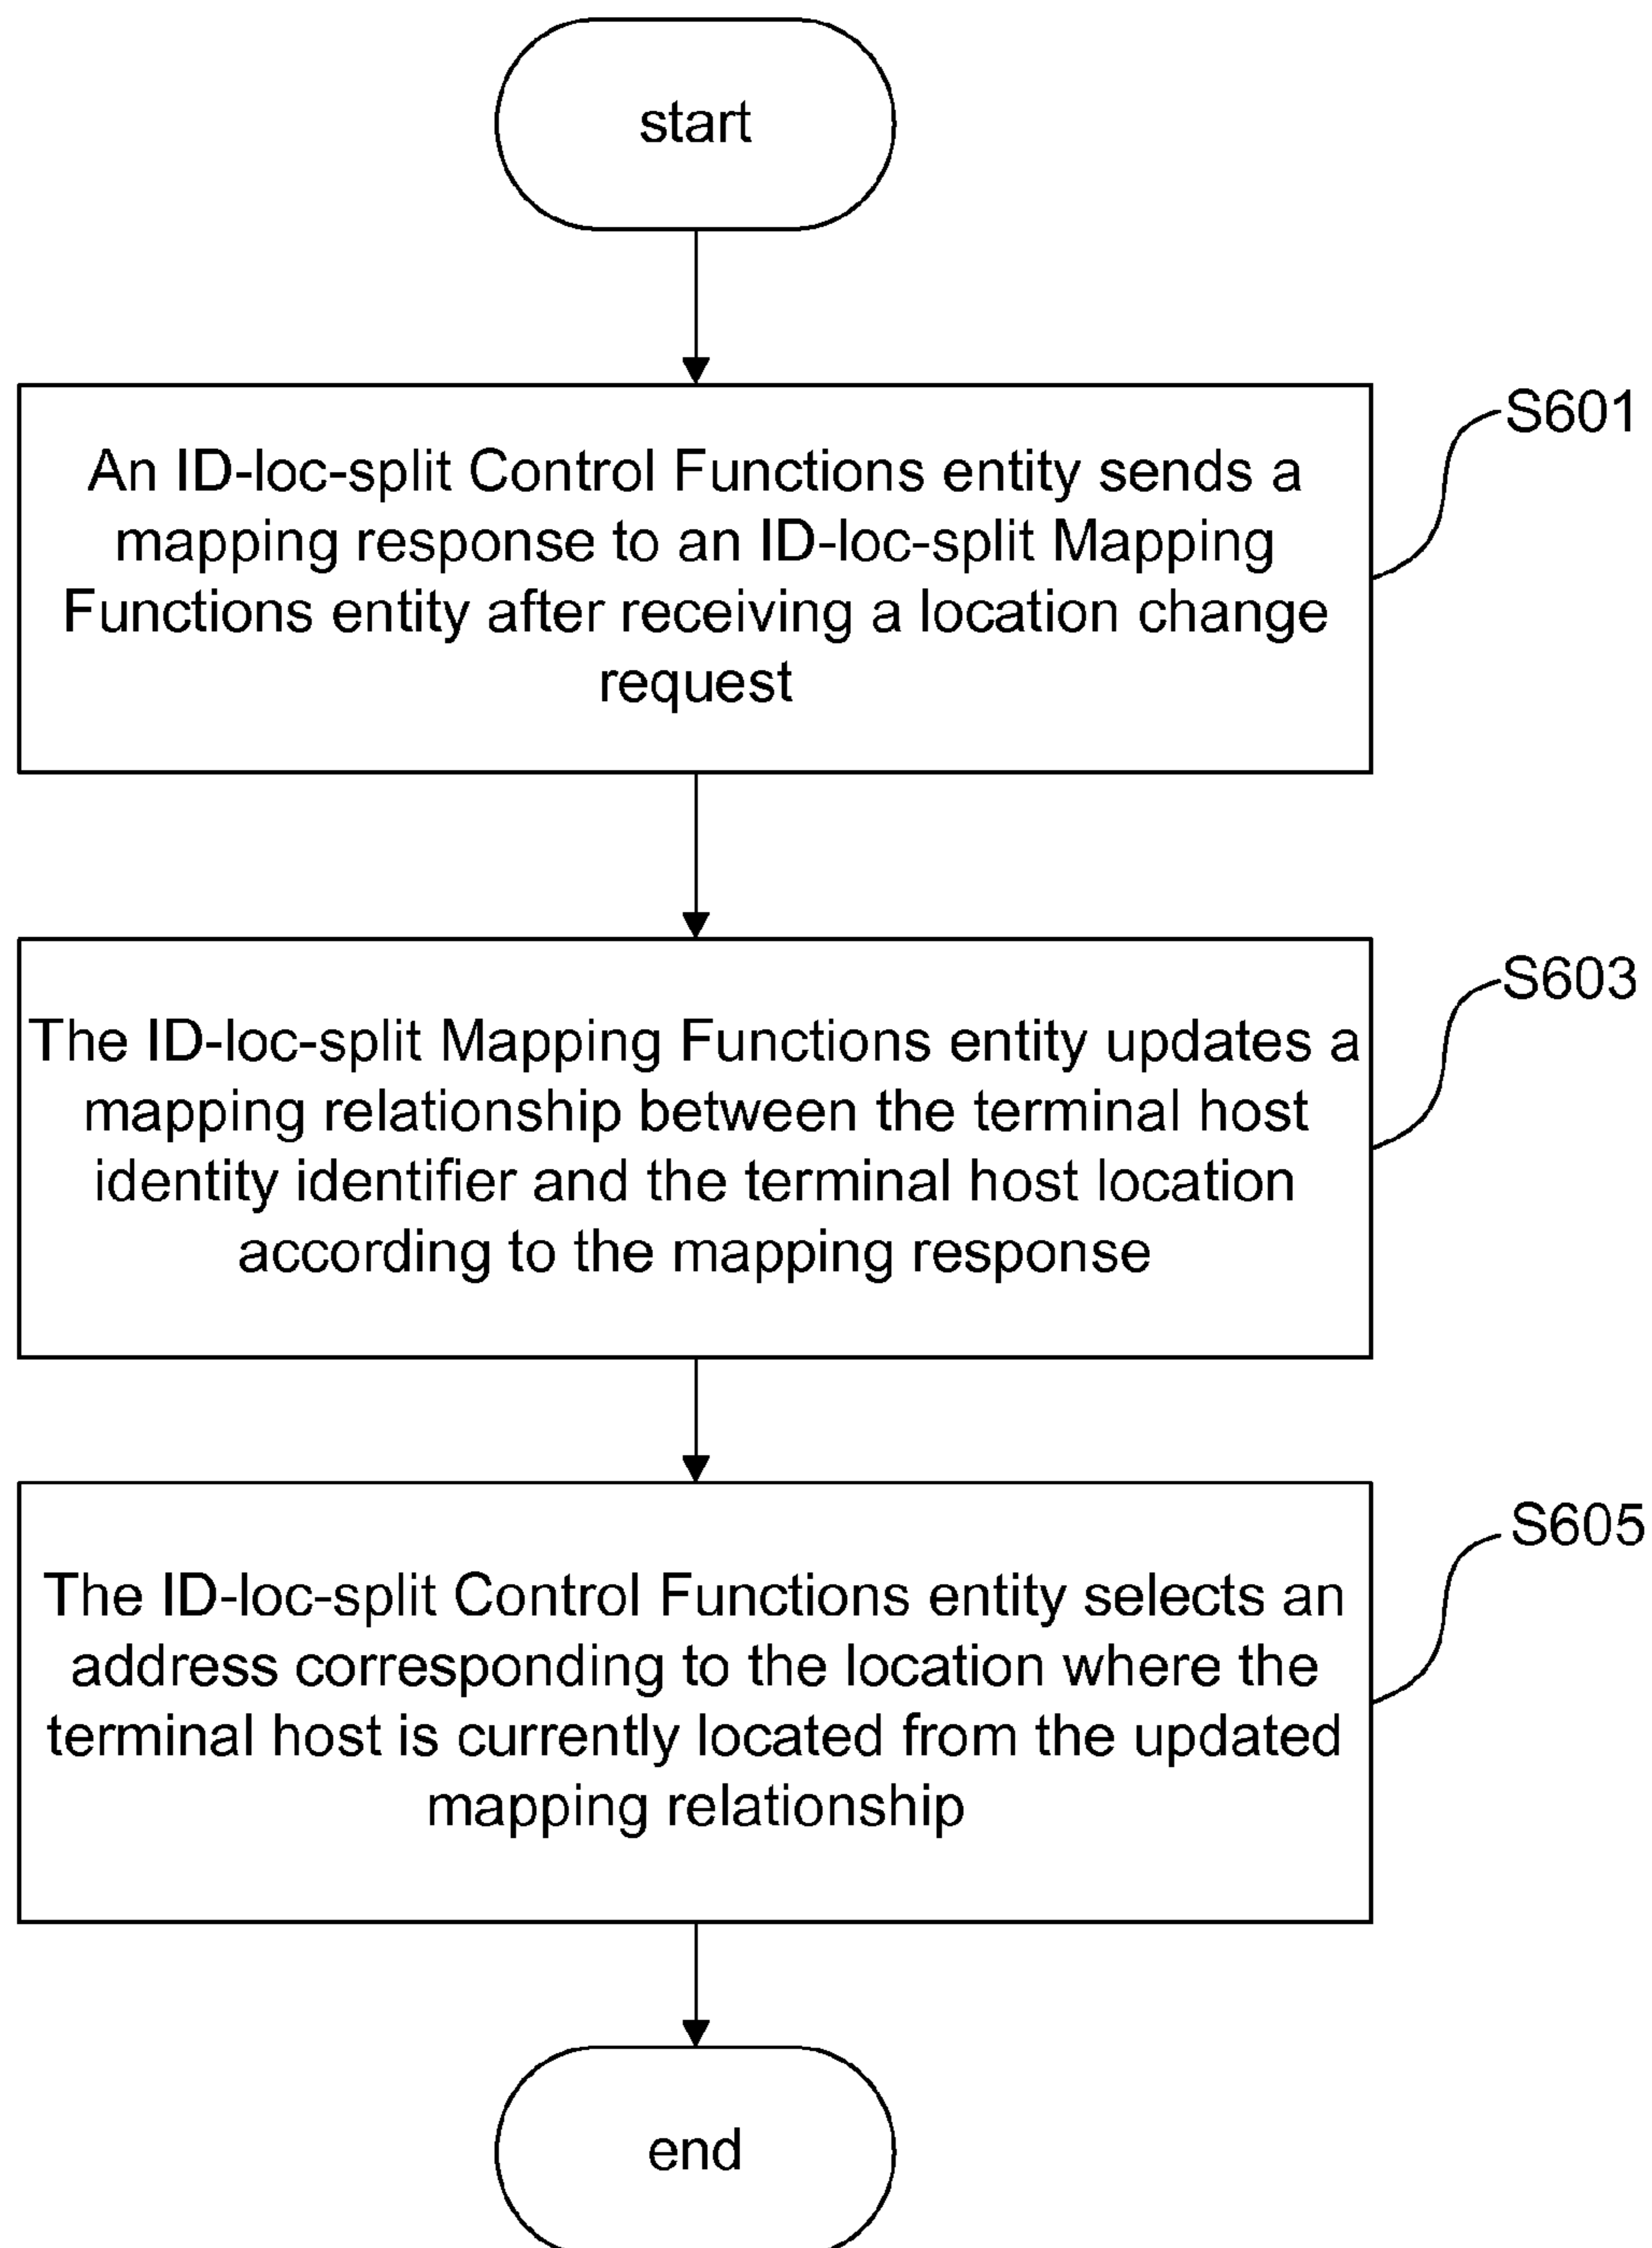 start
An ID-loc-split Control Functions entity sends a
mapping response to an ID-loc-split Mapping
Functions entity after receiving a location change
request
S601
The ID-loc-split Mapping Functions entity updates a
mapping relationship between the terminal host
identity identifier and the terminal host location
according to the mapping response
S603
The ID-loc-split Control Functions entity selects an
address corresponding to the location where the
terminal host is currently located from the updated
mapping relationship
S605
end